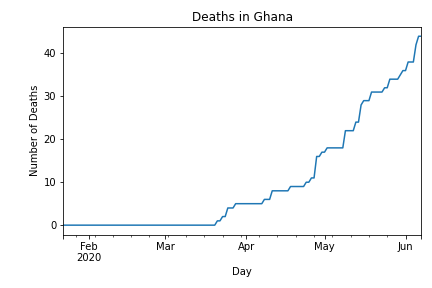 Deaths in Ghana
Number of Deaths
40
30
20
10
0
Feb
2020
Mar
Apr
May
Jun
Day